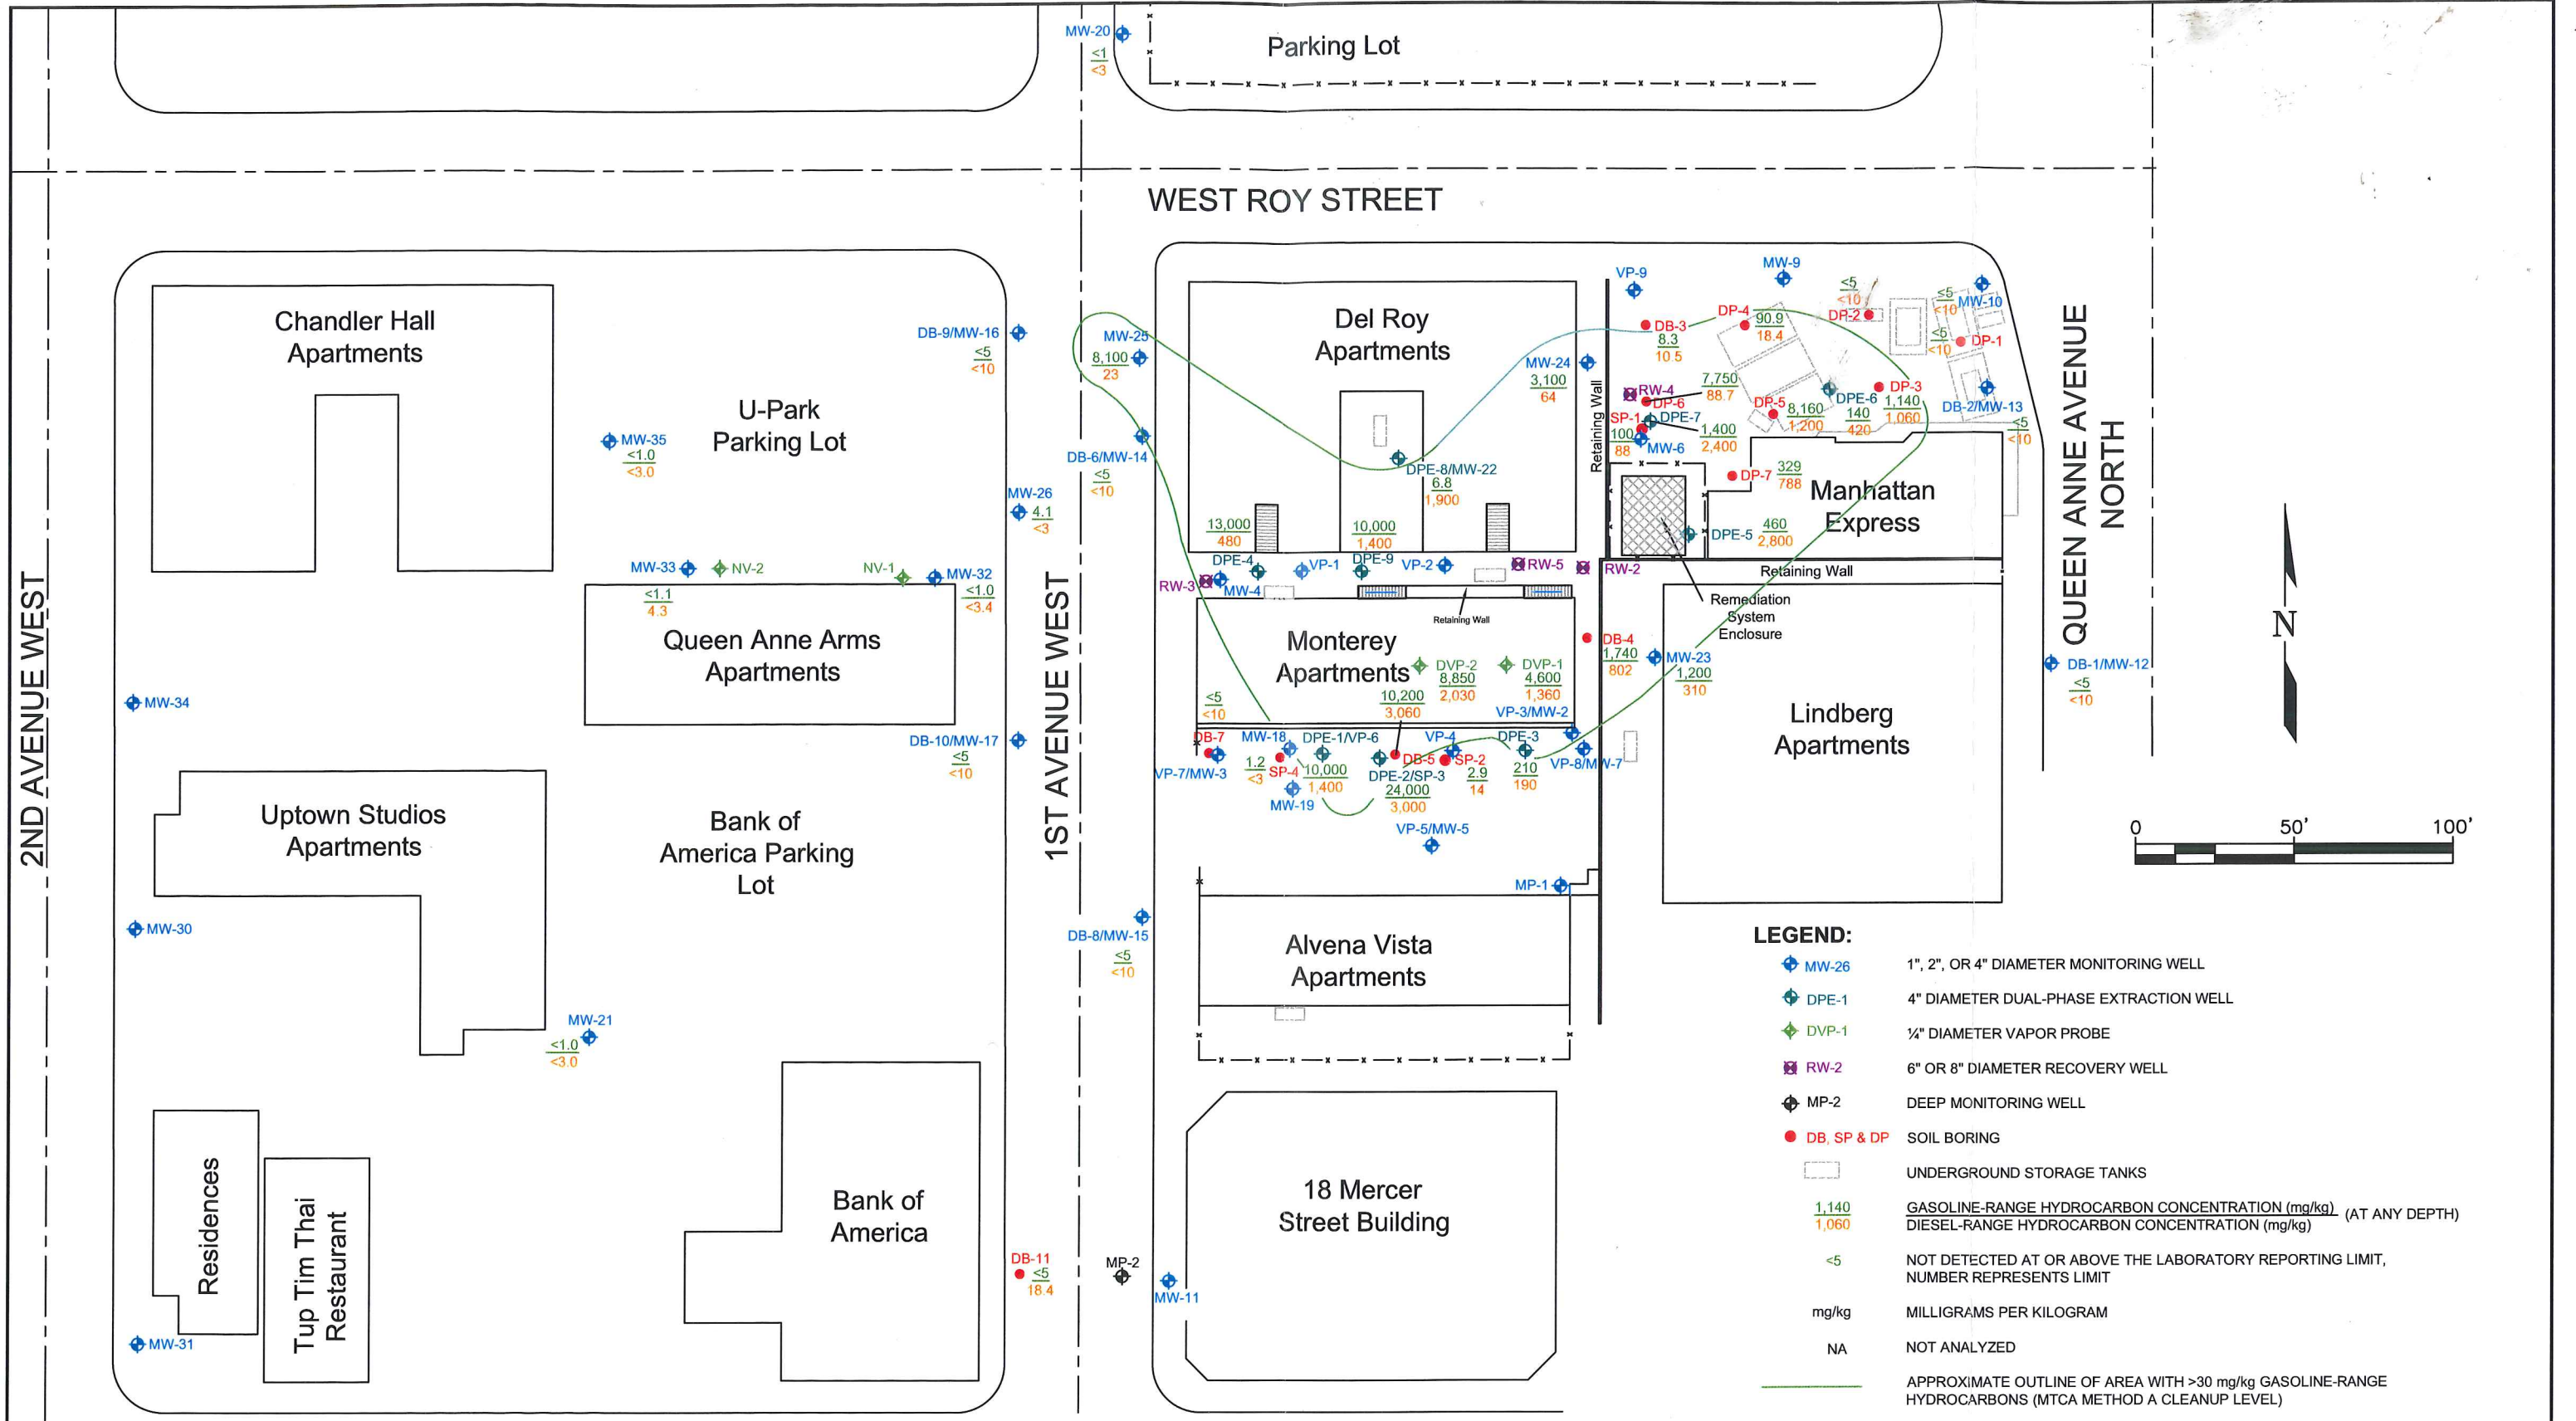 MW-20
<1
<3
Parking Lot
WEST ROY STREET
Chandler Hall
Apartments
U-Park
Parking Lot
DB-9/MW-16
<5
<10
MW-35
<1.0
<3.0
MW-26
4.1
<3
MW-33
NV-2
<1.1
4.3
NV-1
MW-32
<1.0
<3.4
Queen Anne Arms
Apartments
MW-34
DB-10/MW-17
<5
<10
Uptown Studios
Apartments
Bank of
America Parking
Lot
MW-30
MW-21
<1.0
<3.0
Residences
Tup Tim Thai
Restaurant
MW-31
Bank of
America
DB-11
<5
18.4
2ND AVENUE WEST
1ST AVENUE WEST
MW-25
8,100
23
DB-6/MW-14
<5
<10
Del Roy
Apartments
MW-24
3,100
64
DPE-8/MW-22
6.8
1,900
13,000
480
DPE-4
10,000
1,400
DPE-9
VP-1
VP-2
RW-5
RW-2
RW-3
MW-4
Retaining Wall
Retaining Wall
VP-9
MW-9
DB-3
8.3
10.5
DP-4
90.9
18.4
<5
<10
DP-2
<5
<10
MW-10
<5
<10
DP-1
RW-4
DP-6
7,750
88.7
SP-1
DPE-7
100
88
MW-6
1,400
2,400
DP-5
8,160
1,200
DPE-6
140
420
DP-3
1,140
1,060
DB-2/MW-13
<5
<10
DP-7
329
788
Manhattan
Express
DPE-5
460
2,800
Retaining Wall
Remediation
System
Enclosure
QUEEN ANNE AVENUE
NORTH
N
Monterey
Apartments
DVP-2
8,850
2,030
DVP-1
4,600
1,360
10,200
3,060
DB-4
1,740
802
MW-23
1,200
310
DB-1/MW-12
<5
<10
Lindberg
Apartments
<5
<10
DB-7
VP-7/MW-3
MW-18
1.2
<3
SP-4
MW-19
DPE-1/VP-6
10,000
1,400
DPE-2/SP-3
24,000
3,000
DB-5
VP-4
SP-2
2.9
14
DPE-3
210
190
VP-3/MW-2
VP-8/MW-7
VP-5/MW-5
MP-1
DB-8/MW-15
<5
<10
Alvena Vista
Apartments
18 Mercer
Street Building
MP-2
MW-11
0 50' 100'
LEGEND:
MW-26 1", 2", OR 4" DIAMETER MONITORING WELL
DPE-1 4" DIAMETER DUAL-PHASE EXTRACTION WELL
DVP-1 ¼" DIAMETER VAPOR PROBE
RW-2 6" OR 8" DIAMETER RECOVERY WELL
MP-2 DEEP MONITORING WELL
DB, SP & DP SOIL BORING
UNDERGROUND STORAGE TANKS
1,140 GASOLINE-RANGE HYDROCARBON CONCENTRATION (mg/kg) (AT ANY DEPTH)
1,060 DIESEL-RANGE HYDROCARBON CONCENTRATION (mg/kg)
<5 NOT DETECTED AT OR ABOVE THE LABORATORY REPORTING LIMIT,
NUMBER REPRESENTS LIMIT
mg/kg MILLIGRAMS PER KILOGRAM
NA NOT ANALYZED
APPROXIMATE OUTLINE OF AREA WITH >30 mg/kg GASOLINE-RANGE
HYDROCARBONS (MTCA METHOD A CLEANUP LEVEL)